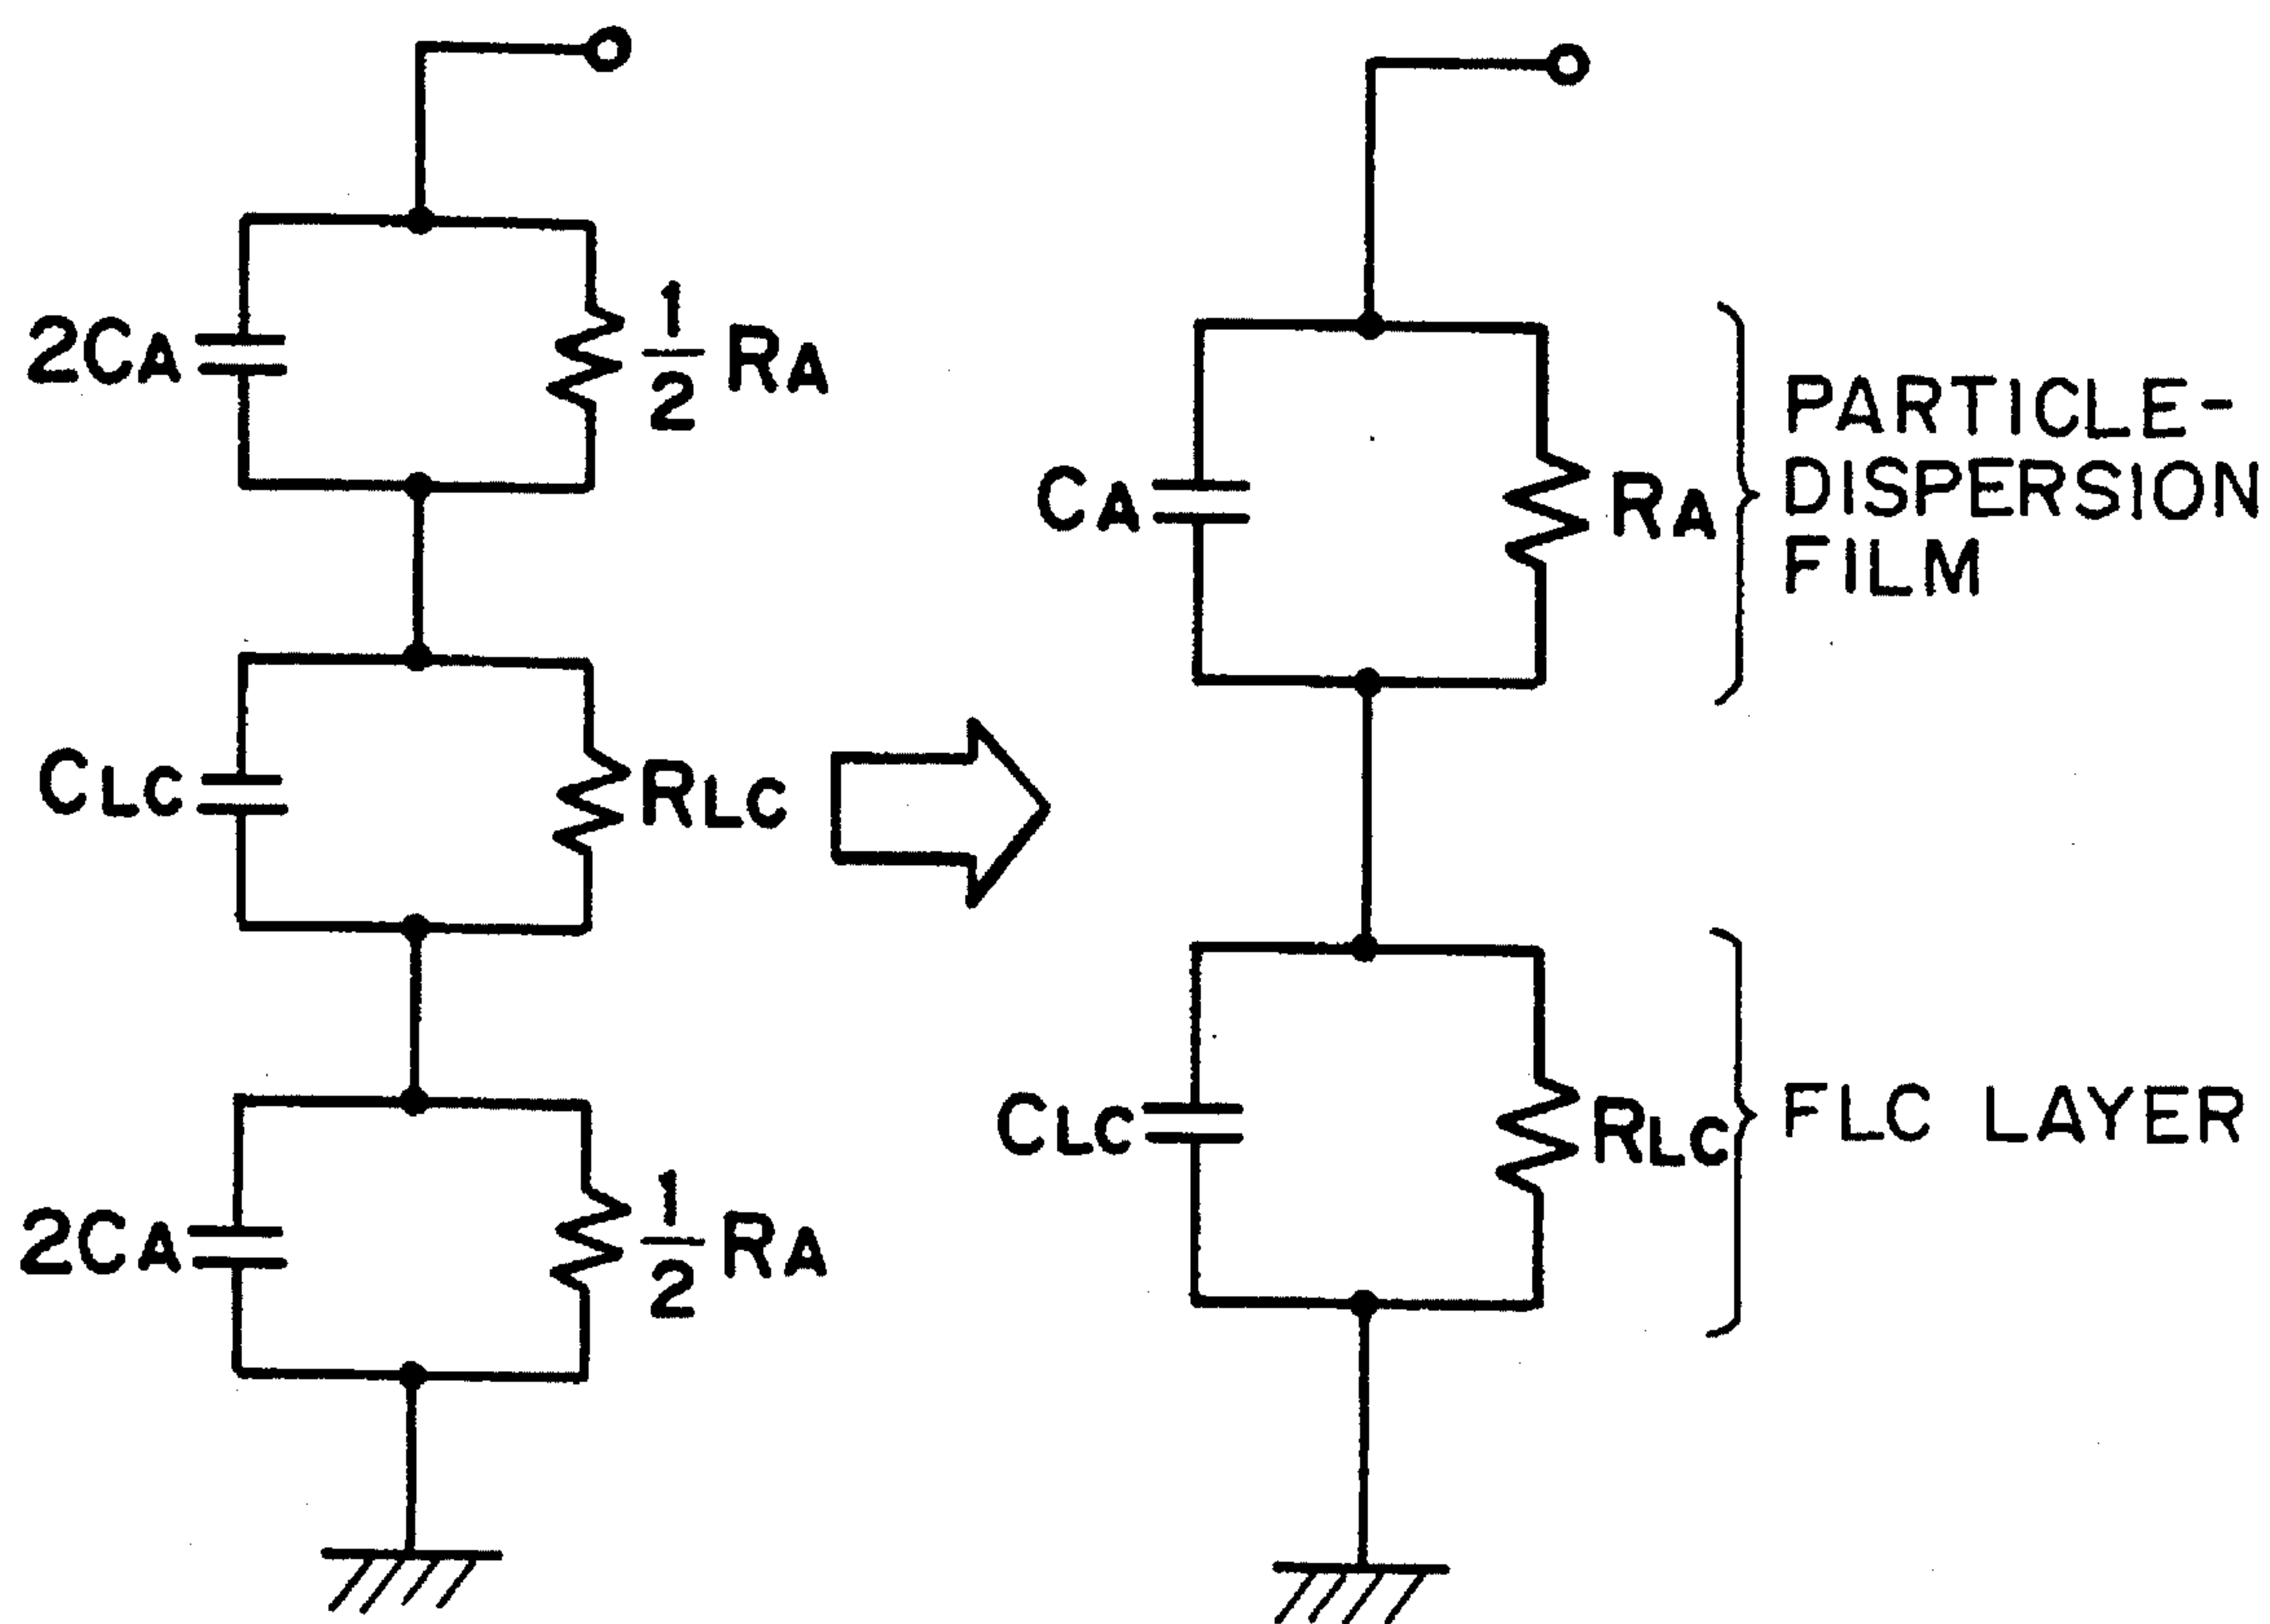 2CA
1/2 RA
CLC
RLC
2CA
1/2 RA
CA
RA
PARTICLE-
DISPERSION
FILM
CLC
RLC
FLC LAYER